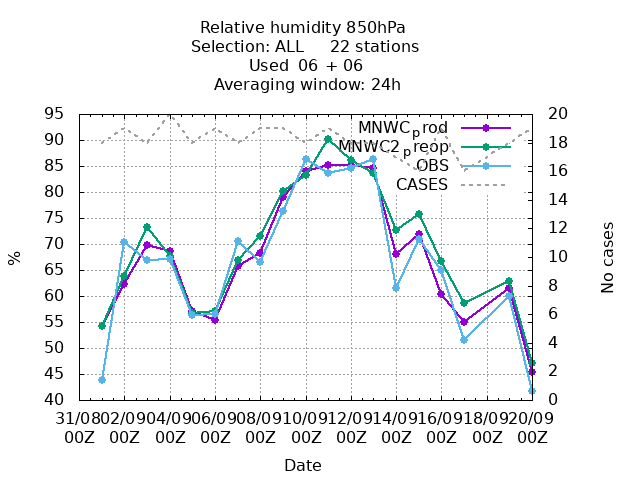 Relative humidity 850hPa
Selection: ALL     22 stations
Used  06 + 06
Averaging window: 24h
95 90 85 80 75 70 65 60 55 50 45 40
%
MNWCprod
MNWC2preop
OBS
CASES
20 18 16 14 12 10 8 6 4 2 0
No cases
31/08 02/09 04/09 06/09 08/09 10/09 12/09 14/09 16/09 18/09 20/09
00Z 00Z 00Z 00Z 00Z 00Z 00Z 00Z 00Z 00Z 00Z
Date